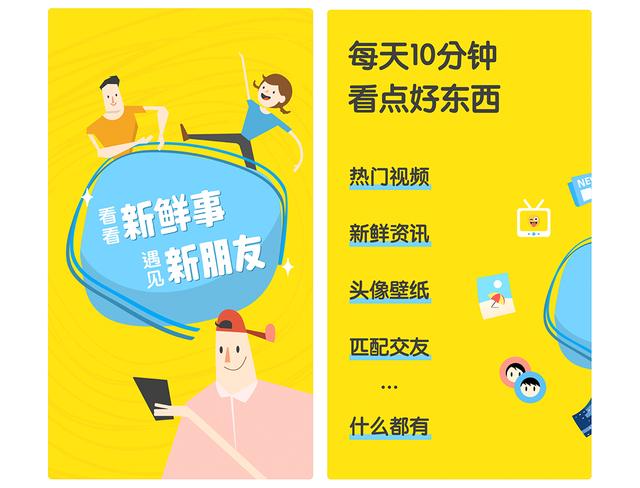 看看新鲜事
遇见新朋友
每天10分钟
看点好东西
热门视频
新鲜资讯
头像壁纸
匹配交友
...
什么都有
NE